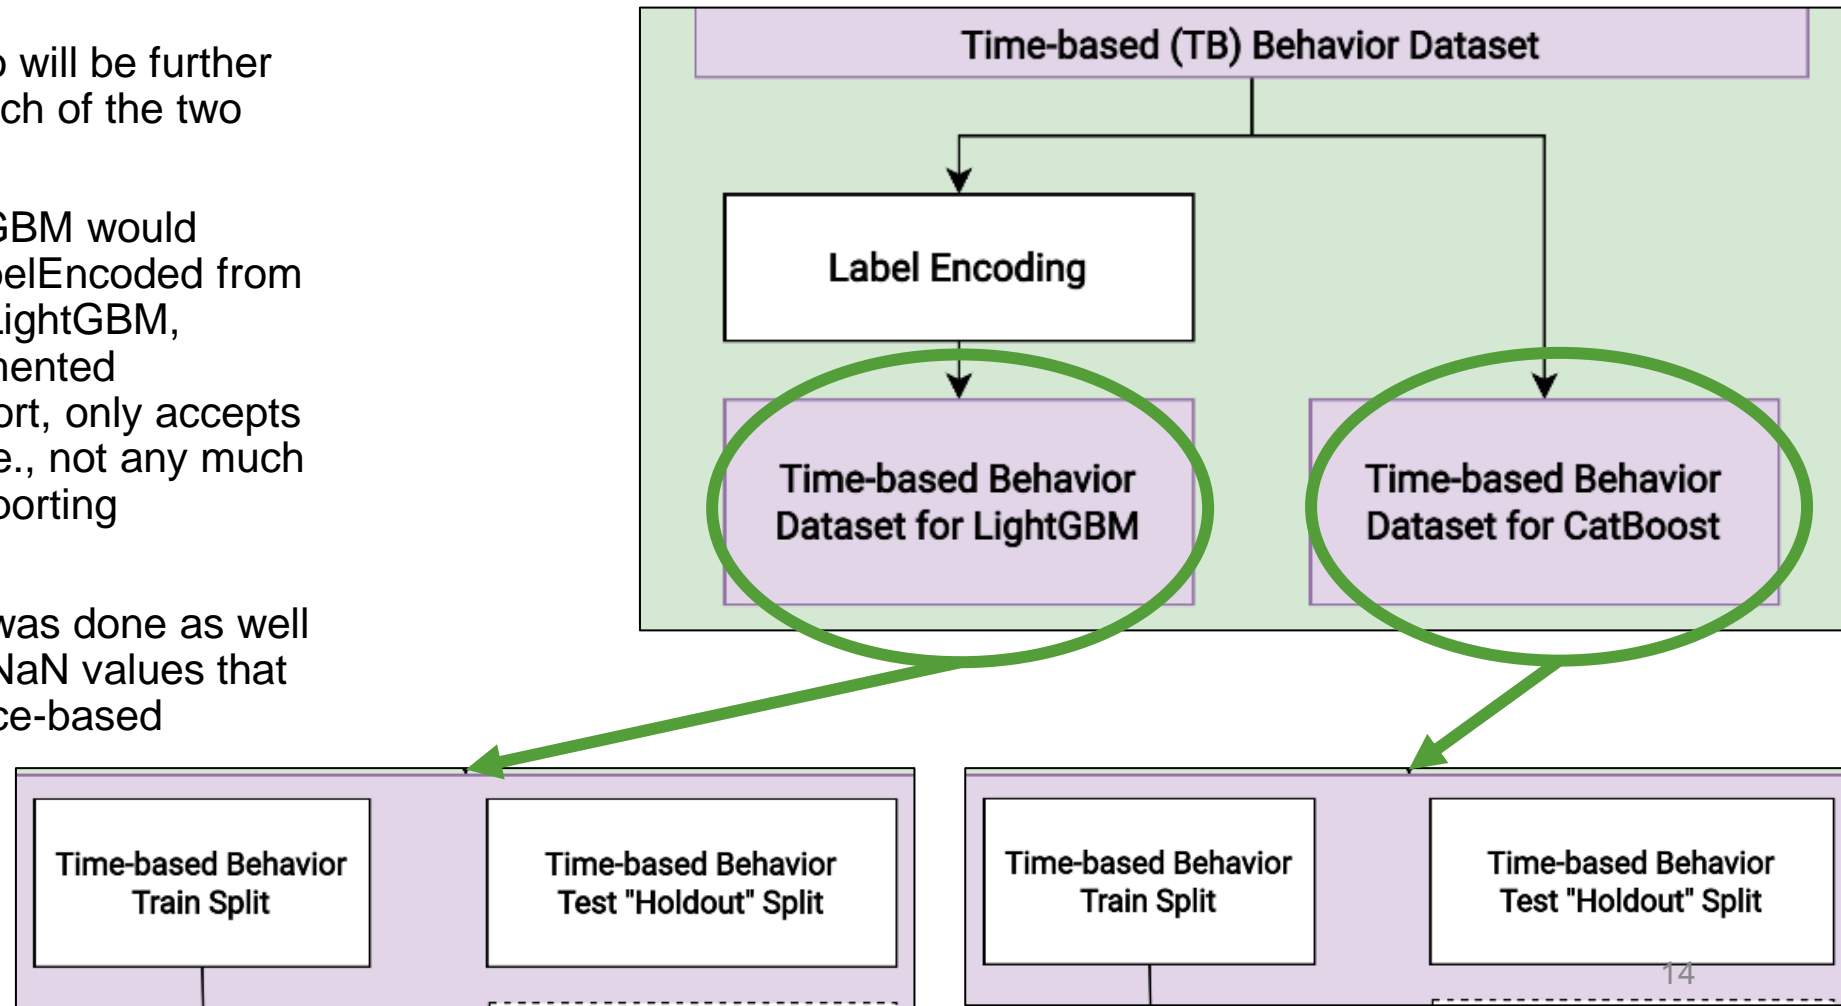 will be further
ch of the two
GBM would
belEncoded from
LightGBM,
mented
ort, only accepts
e., not any much
porting
was done as well
NaN values that
ce-based
Time-based (TB) Behavior Dataset
Label Encoding
Time-based Behavior
Dataset for LightGBM
Time-based Behavior
Dataset for CatBoost
Time-based Behavior
Train Split
Time-based Behavior
Test "Holdout" Split
Time-based Behavior
Train Split
Time-based Behavior
Test "Holdout" Split
14